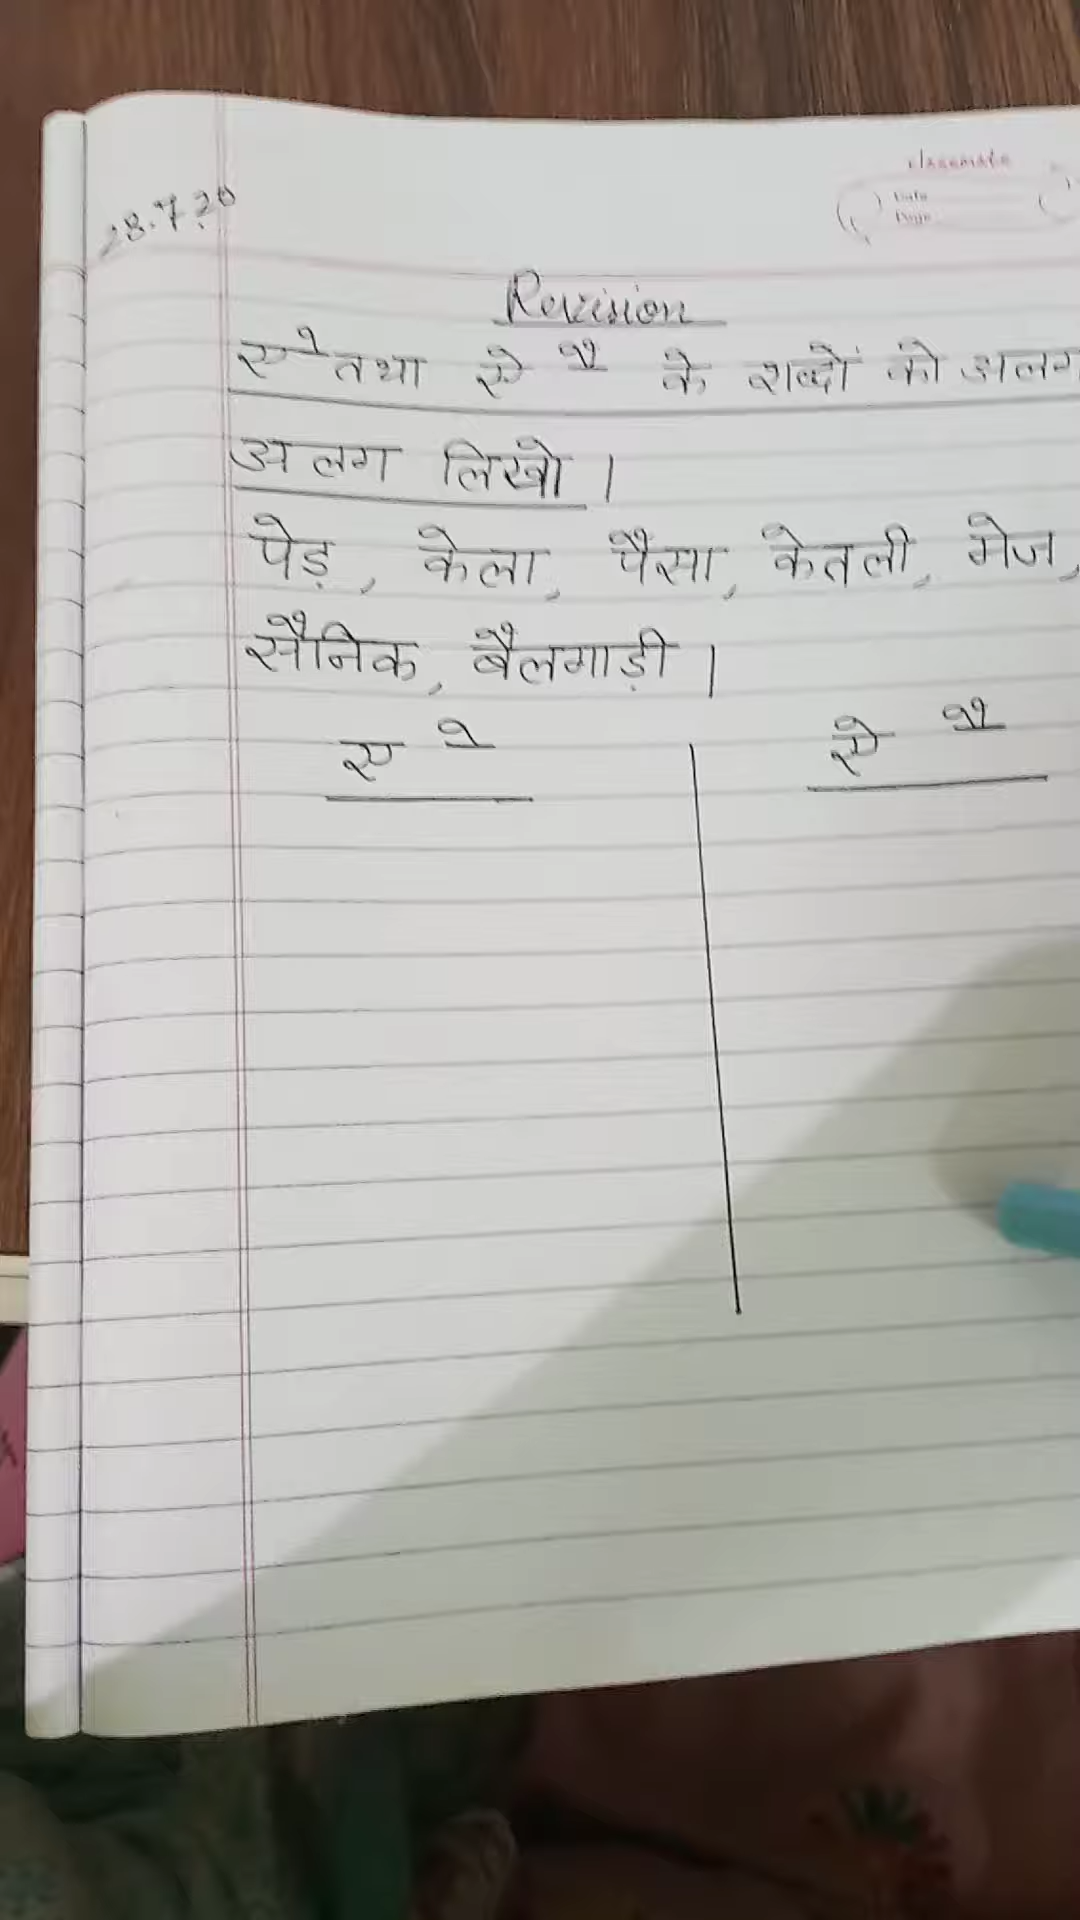 classmate
Date
Page
28.7.20
Revision
ए े तथा ऐ ै के शब्दों को अलग
अलग लिखो ।
पेड़, केला, पैसा, केतली, मेज,
सैनिक, बैलगाड़ी ।
ए े
ऐ ै